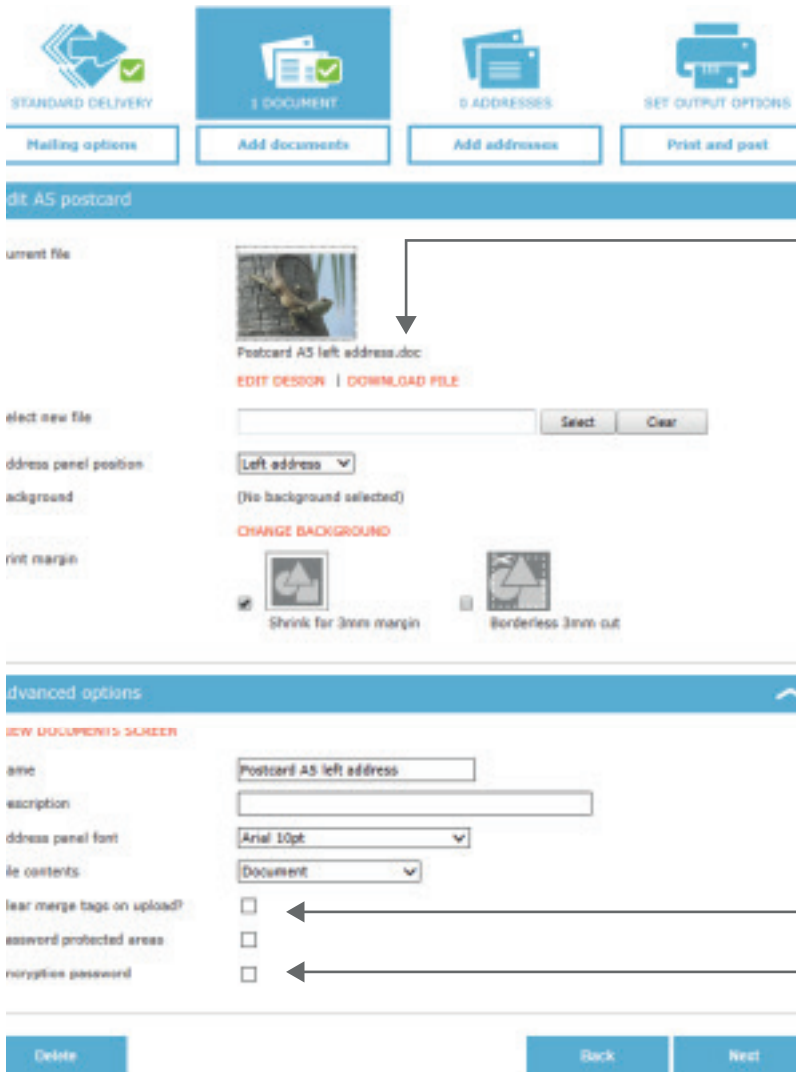 STANDARD DELIVERY
1 DOCUMENT
0 ADDRESSES
SET OUTPUT OPTIONS
Mailing options
Add documents
Add addresses
Print and post
dit A5 postcard
urrent file
Postcard A5 left address.doc
EDIT DESIGN | DOWNLOAD FILE
elect new file
Select
Clear
ddress panel position
Left address
ackground
(No background selected)
CHANGE BACKGROUND
rint margin
Shrink for 3mm margin
Borderless 3mm cut
dvanced options
IEW DOCUMENTS SCREEN
ame
Postcard A5 left address
escription
ddress panel font
Arial 10pt
ile contents
Document
lear merge tags on upload?
assword protected areas
ncryption password
Delete
Back
Next